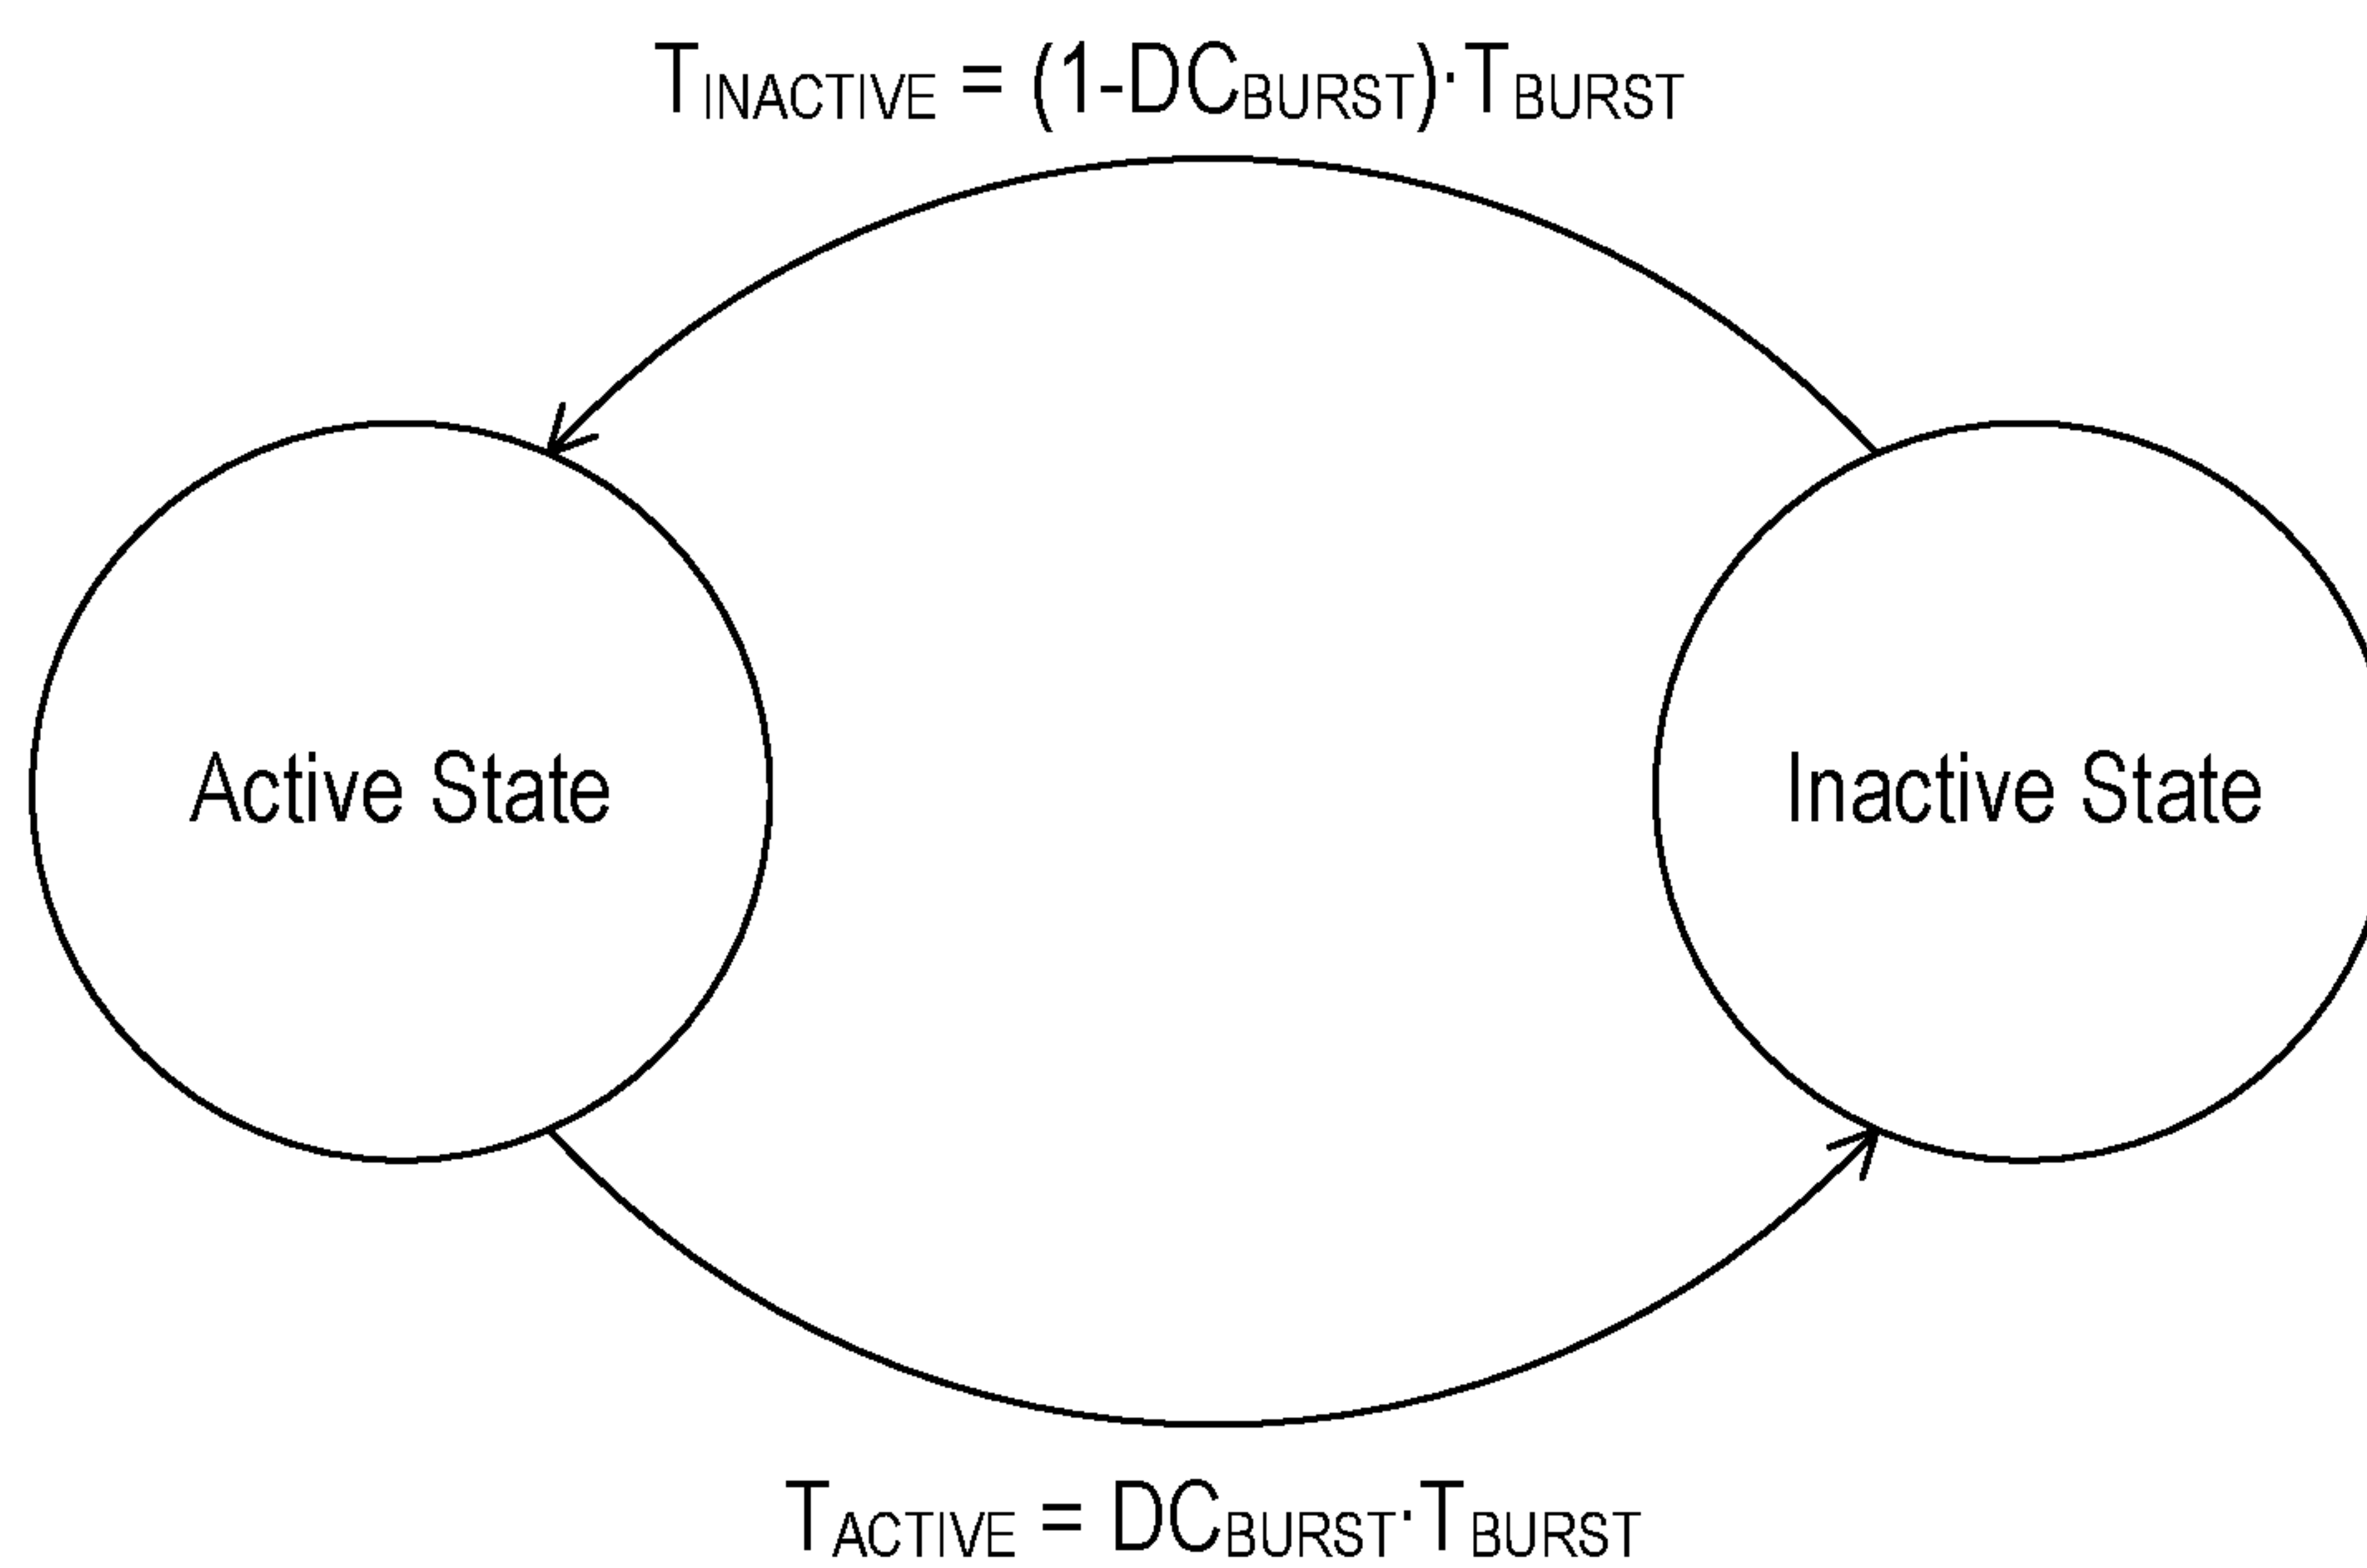 TINACTIVE = (1-DCBURST)·TBURST
Active State
Inactive State
TACTIVE = DCBURST·TBURST